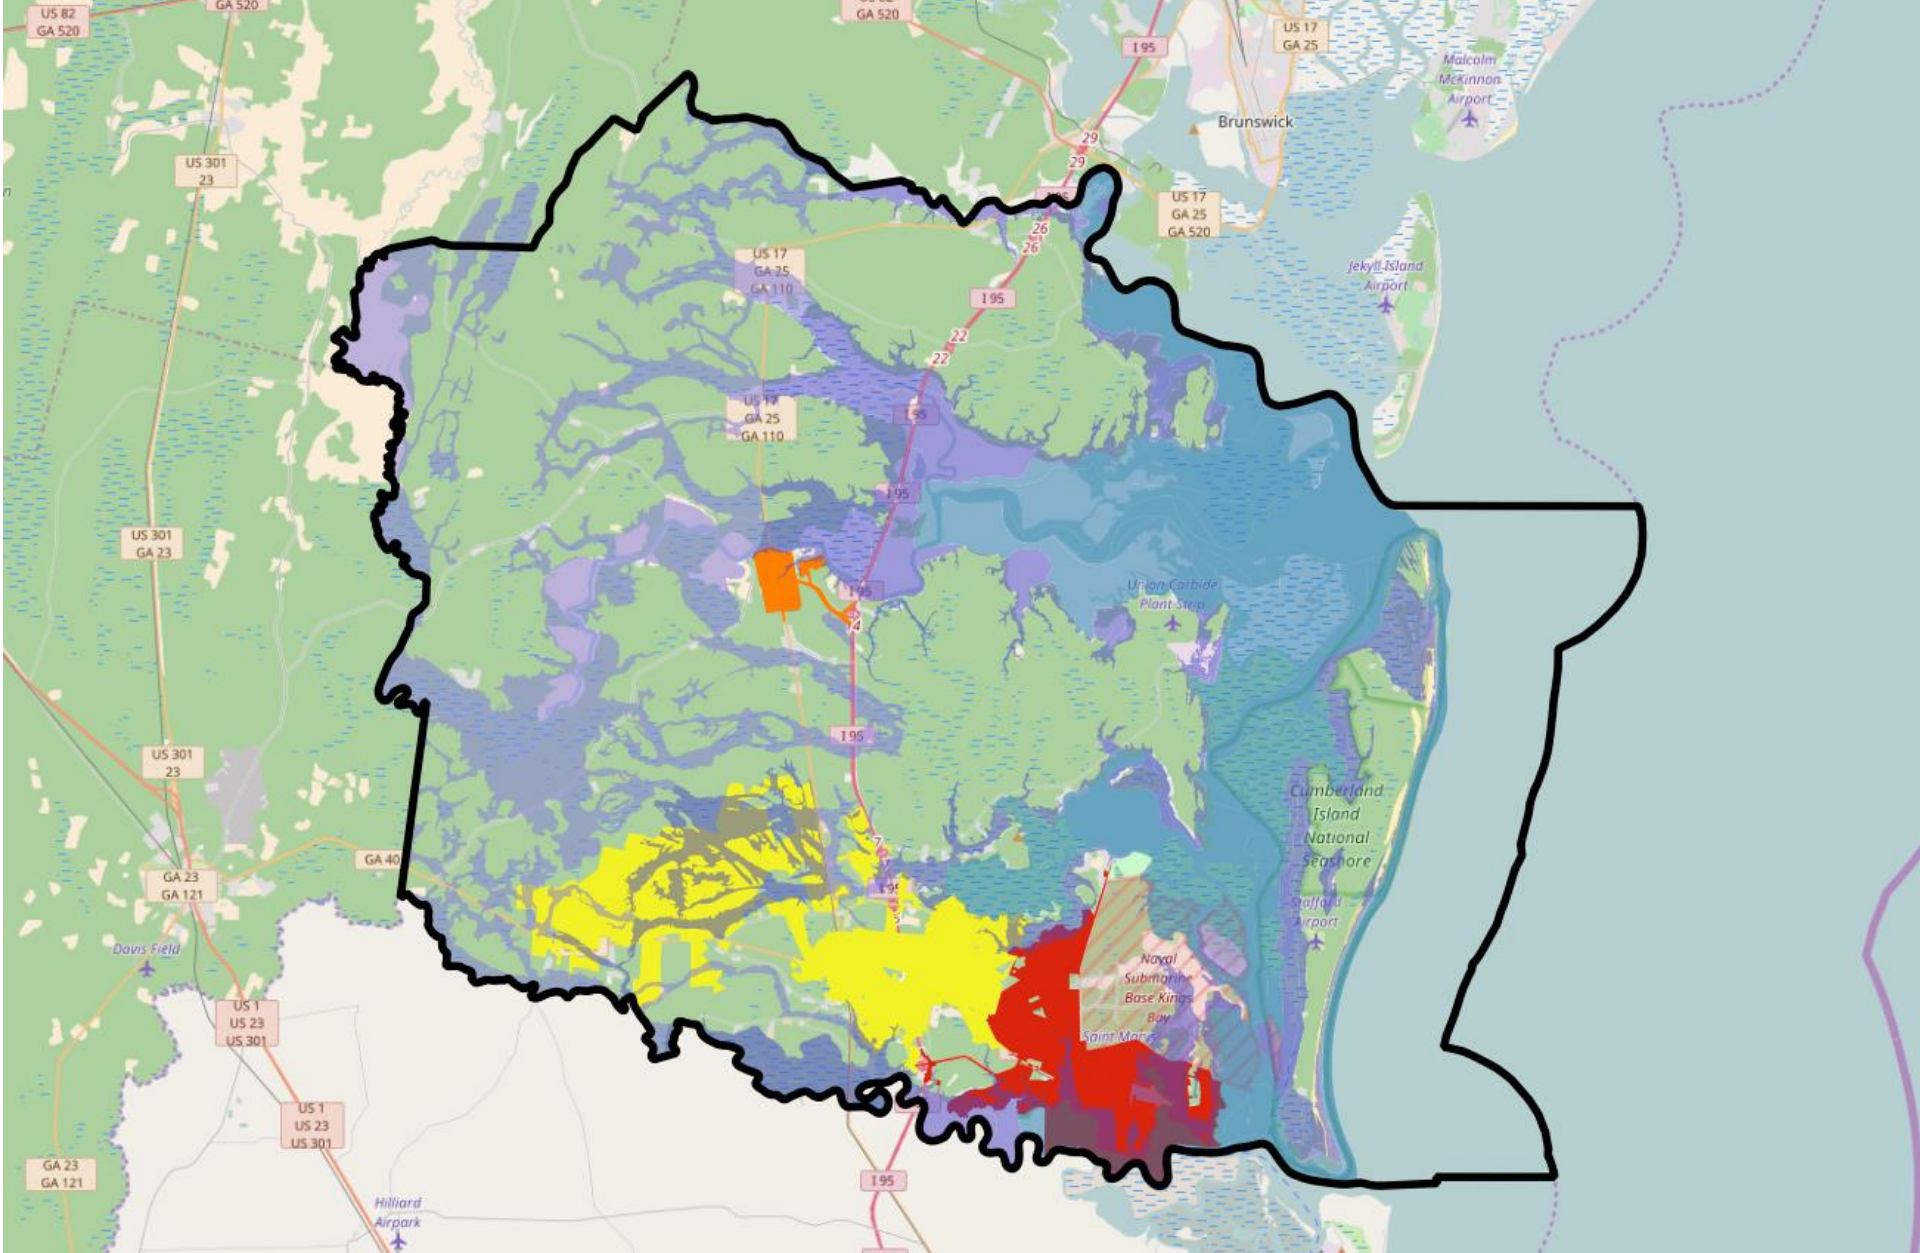 US 82
GA 520
GA 520
GA 520
I 95
US 17
GA 25
Malcolm
McKinnon
Airport
Brunswick
29
29
US 301
23
US 17
GA 25
GA 520
26
26
US 17
GA 25
GA 110
Jekyll Island
Airport
I 95
22
22
US 17
GA 25
GA 110
I 95
I 95
US 301
GA 23
Union Carbide
Plant Strip
I 95
14
I 95
US 301
23
Cumberland
Island
National
Seashore
7
GA 40
GA 23
GA 121
I 95
5
Stafford
Airport
Davis Field
Naval
Submarine
Base Kings
Bay
Saint Marys
US 1
US 23
US 301
US 1
US 23
US 301
GA 23
GA 121
I 95
Hilliard
Airpark